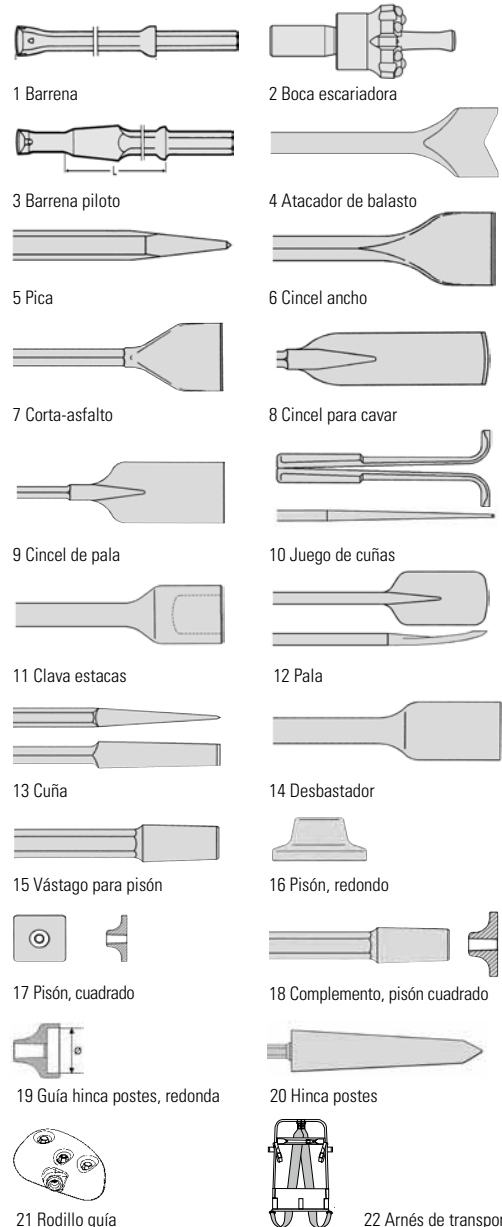 1 Barrena
2 Boca escariadora
L
3 Barrena piloto
4 Atacador de balasto
5 Pica
6 Cincel ancho
7 Corta-asfalto
8 Cincel para cavar
9 Cincel de pala
10 Juego de cuñas
11 Clava estacas
12 Pala
13 Cuña
14 Desbastador
15 Vástago para pisón
16 Pisón, redondo
17 Pisón, cuadrado
18 Complemento, pisón cuadrado
Ø
19 Guía hinca postes, redonda
20 Hinca postes
21 Rodillo guía
22 Arnés de transpor